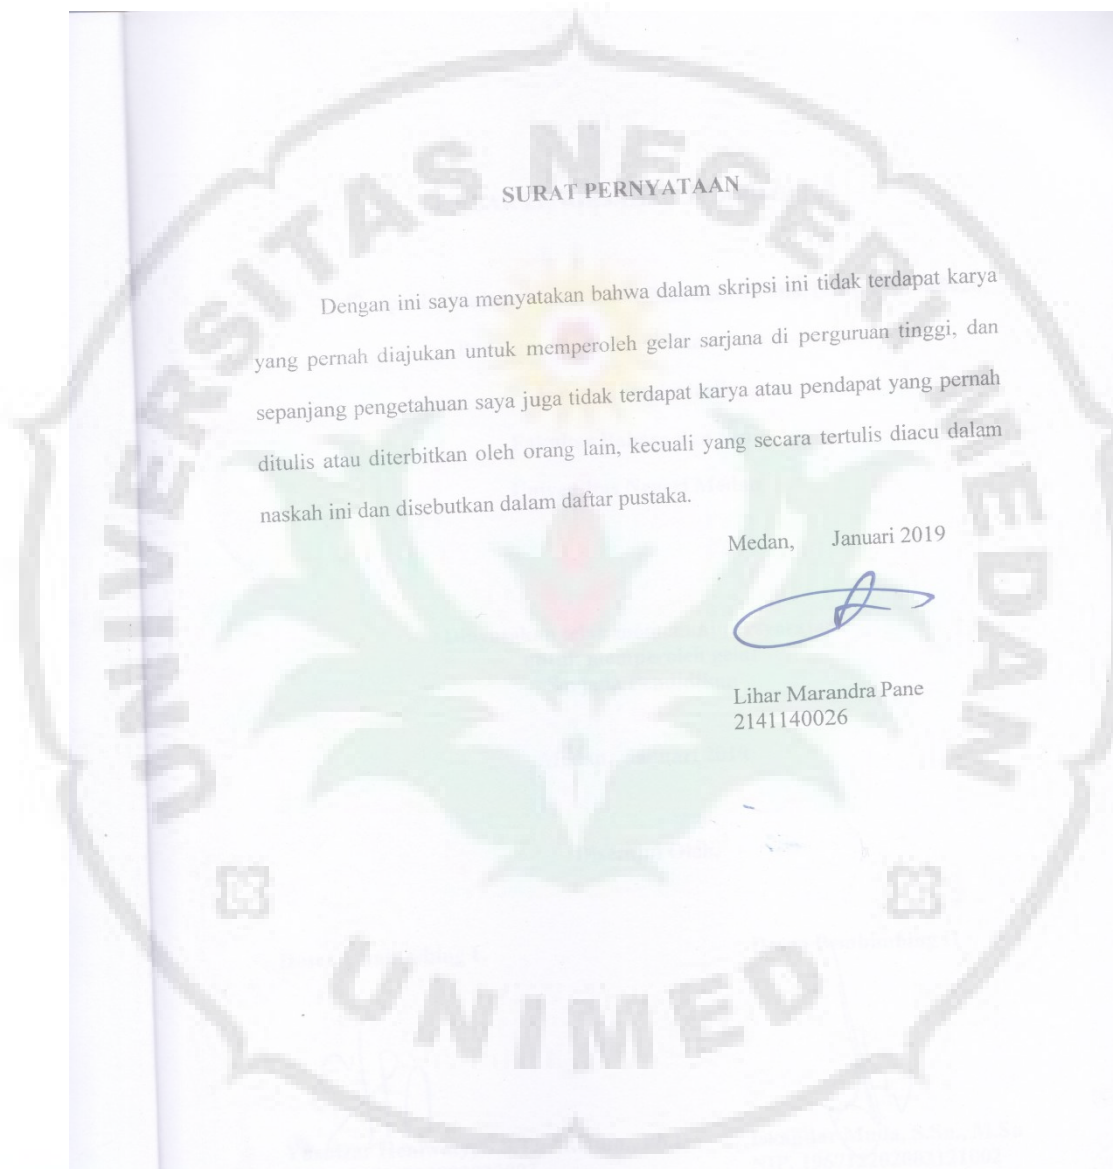 SURAT PERNYATAAN
Dengan ini saya menyatakan bahwa dalam skripsi ini tidak terdapat karya
yang pernah diajukan untuk memperoleh gelar sarjana di perguruan tinggi, dan
sepanjang pengetahuan saya juga tidak terdapat karya atau pendapat yang pernah
ditulis atau diterbitkan oleh orang lain, kecuali yang secara tertulis diacu dalam
naskah ini dan disebutkan dalam daftar pustaka.
Medan, Januari 2019
Lihar Marandra Pane
2141140026
UNIVERSITAS NEGERI MEDAN
UNIMED